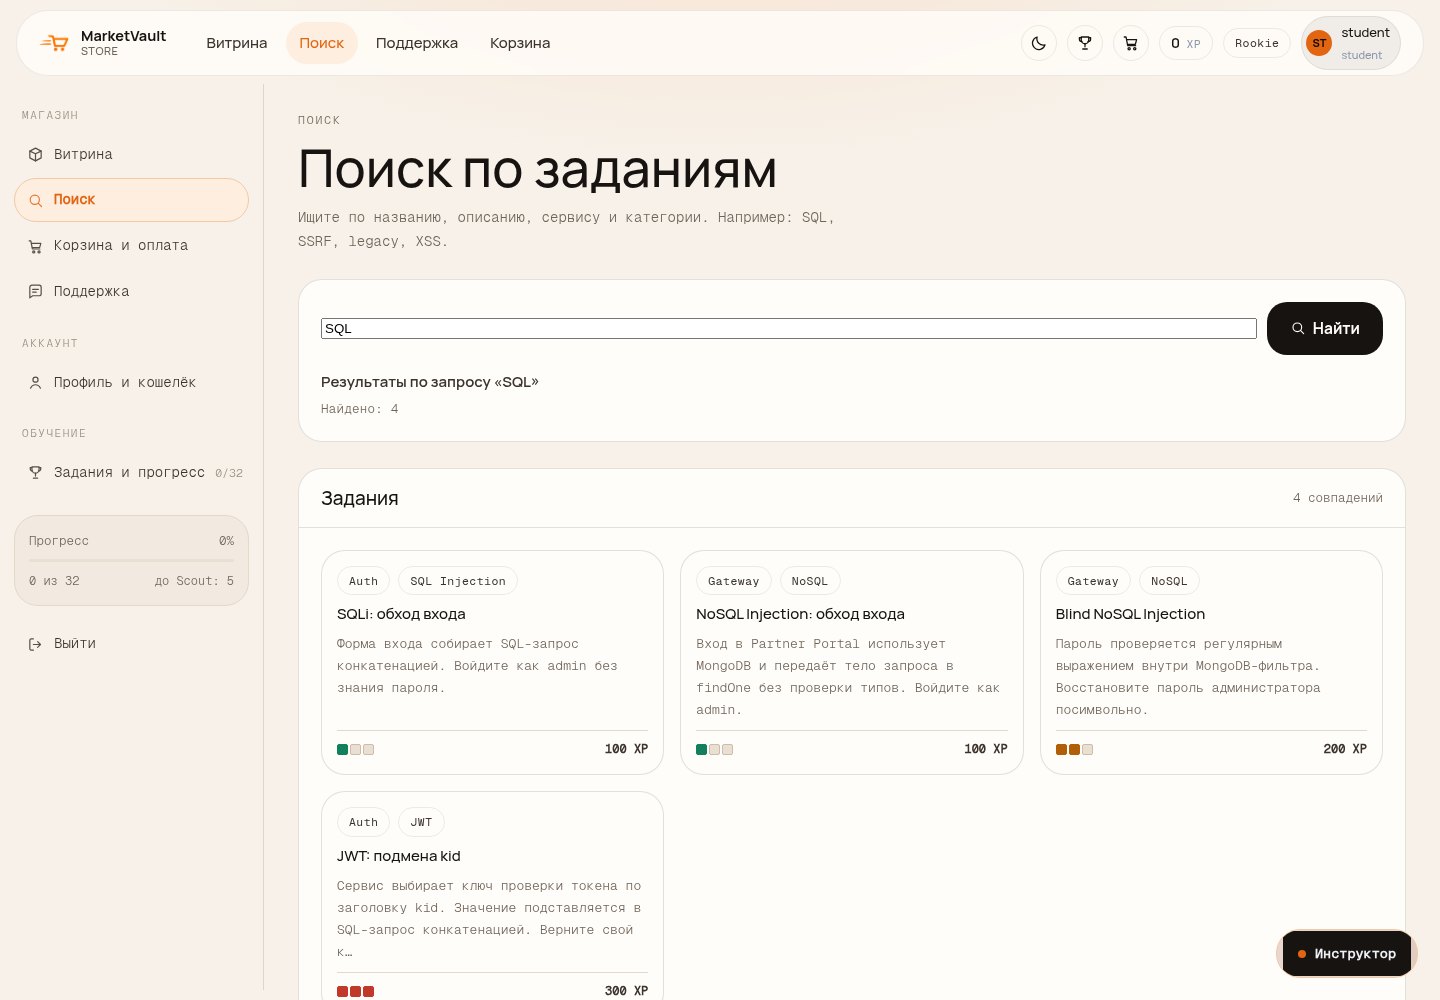 MarketVault
STORE
Витрина
Поиск
Поддержка
Корзина
0 XP
Rookie
ST
student
student
МАГАЗИН
Витрина
Поиск
Корзина и оплата
Поддержка
АККАУНТ
Профиль и кошелёк
ОБУЧЕНИЕ
Задания и прогресс 0/32
Прогресс 0%
0 из 32 до Scout: 5
Выйти
ПОИСК
Поиск по заданиям
Ищите по названию, описанию, сервису и категории. Например: SQL,
SSRF, legacy, XSS.
SQL
Найти
Результаты по запросу «SQL»
Найдено: 4
Задания
4 совпадений
Auth SQL Injection
SQLi: обход входа
Форма входа собирает SQL-запрос
конкатенацией. Войдите как admin без
знания пароля.
100 XP
Gateway NoSQL
NoSQL Injection: обход входа
Вход в Partner Portal использует
MongoDB и передаёт тело запроса в
findOne без проверки типов. Войдите как
admin.
100 XP
Gateway NoSQL
Blind NoSQL Injection
Пароль проверяется регулярным
выражением внутри MongoDB-фильтра.
Восстановите пароль администратора
посимвольно.
200 XP
Auth JWT
JWT: подмена kid
Сервис выбирает ключ проверки токена по
заголовку kid. Значение подставляется в
SQL-запрос конкатенацией. Верните свой
к…
300 XP
Инструктор